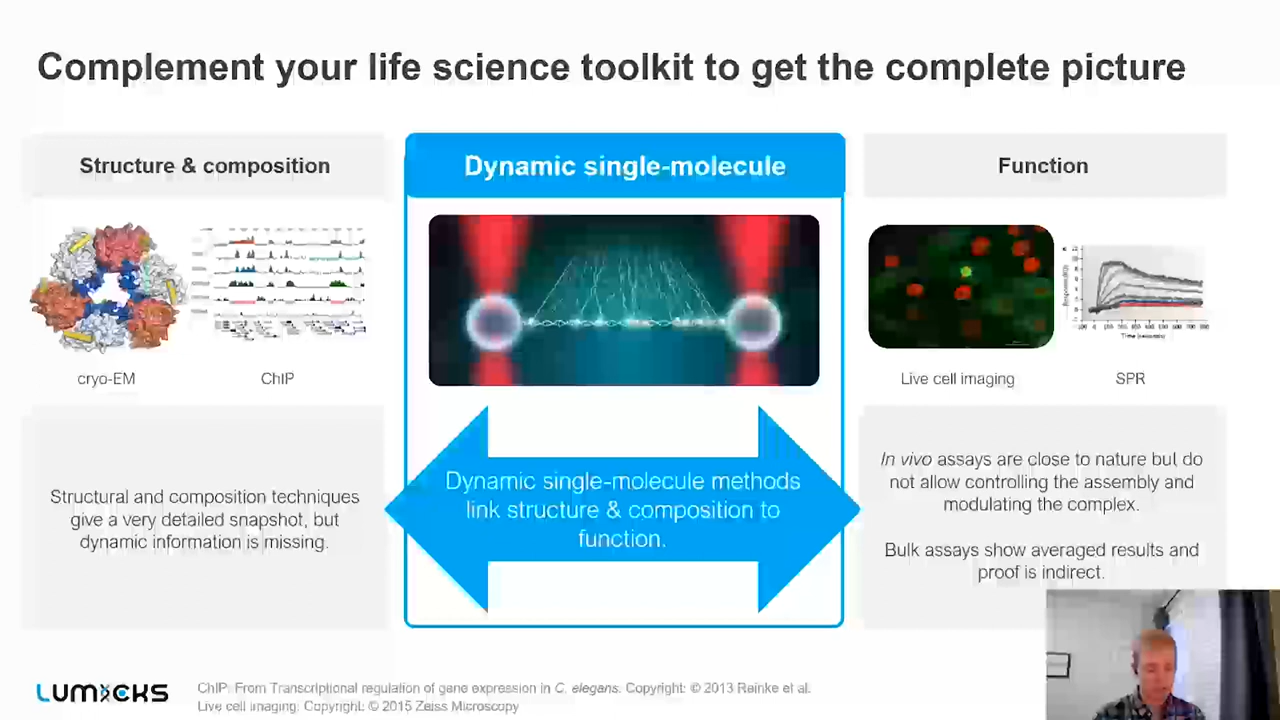 Complement your life science toolkit to get the complete picture
Structure & composition
Dynamic single-molecule
Function
cryo-EM
ChIP
Live cell imaging
SPR
Time (seconds)
Structural and composition techniques
give a very detailed snapshot, but
dynamic information is missing.
Dynamic single-molecule methods
link structure & composition to
function.
In vivo assays are close to nature but do
not allow controlling the assembly and
modulating the complex.
Bulk assays show averaged results and
proof is indirect.
LUMICKS
ChIP: From Transcriptional regulation of gene expression in C. elegans. Copyright: © 2013 Reinke et al.
Live cell imaging: Copyright: © 2015 Zeiss Microscopy